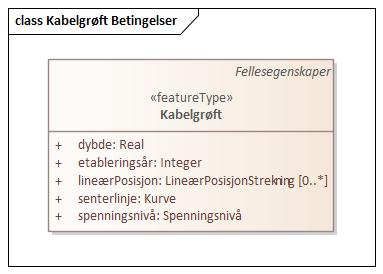 class Kabelgrøft Betingelser
Fellesegenskaper
«featureType»
Kabelgrøft
+ dybde: Real
+ etableringsår: Integer
+ lineærPosisjon: LineærPosisjonStrekning [0..*]
+ senterlinje: Kurve
+ spenningsnivå: Spenningsnivå